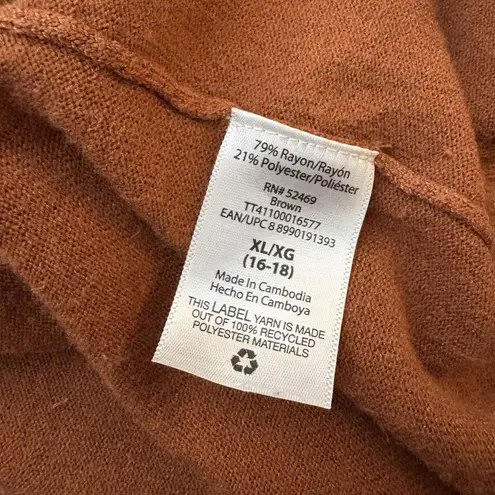 79% Rayon/Rayón
21% Polyester/Poliéster
RN# 52469
Brown
TT41100016577
EAN/UPC 8 8990191393
XL/XG
(16-18)
Made In Cambodia
Hecho En Camboya
THIS LABEL YARN IS MADE
OUT OF 100% RECYCLED
POLYESTER MATERIALS